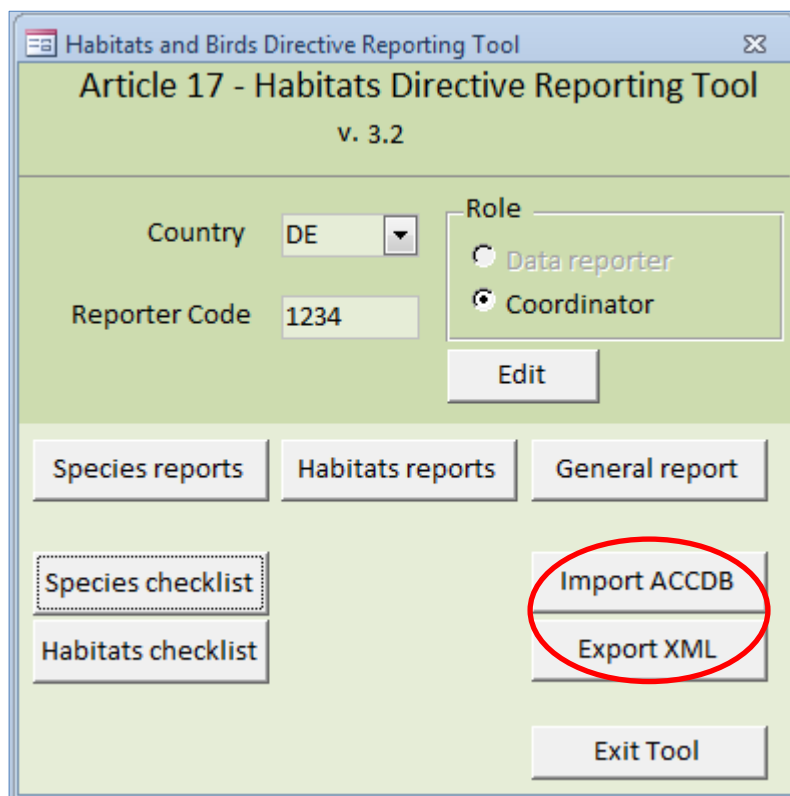 Habitats and Birds Directive Reporting Tool
Article 17 - Habitats Directive Reporting Tool
v. 3.2
Country
DE
Role
Data reporter
Reporter Code
1234
Coordinator
Edit
Species reports
Habitats reports
General report
Species checklist
Import ACCDB
Habitats checklist
Export XML
Exit Tool